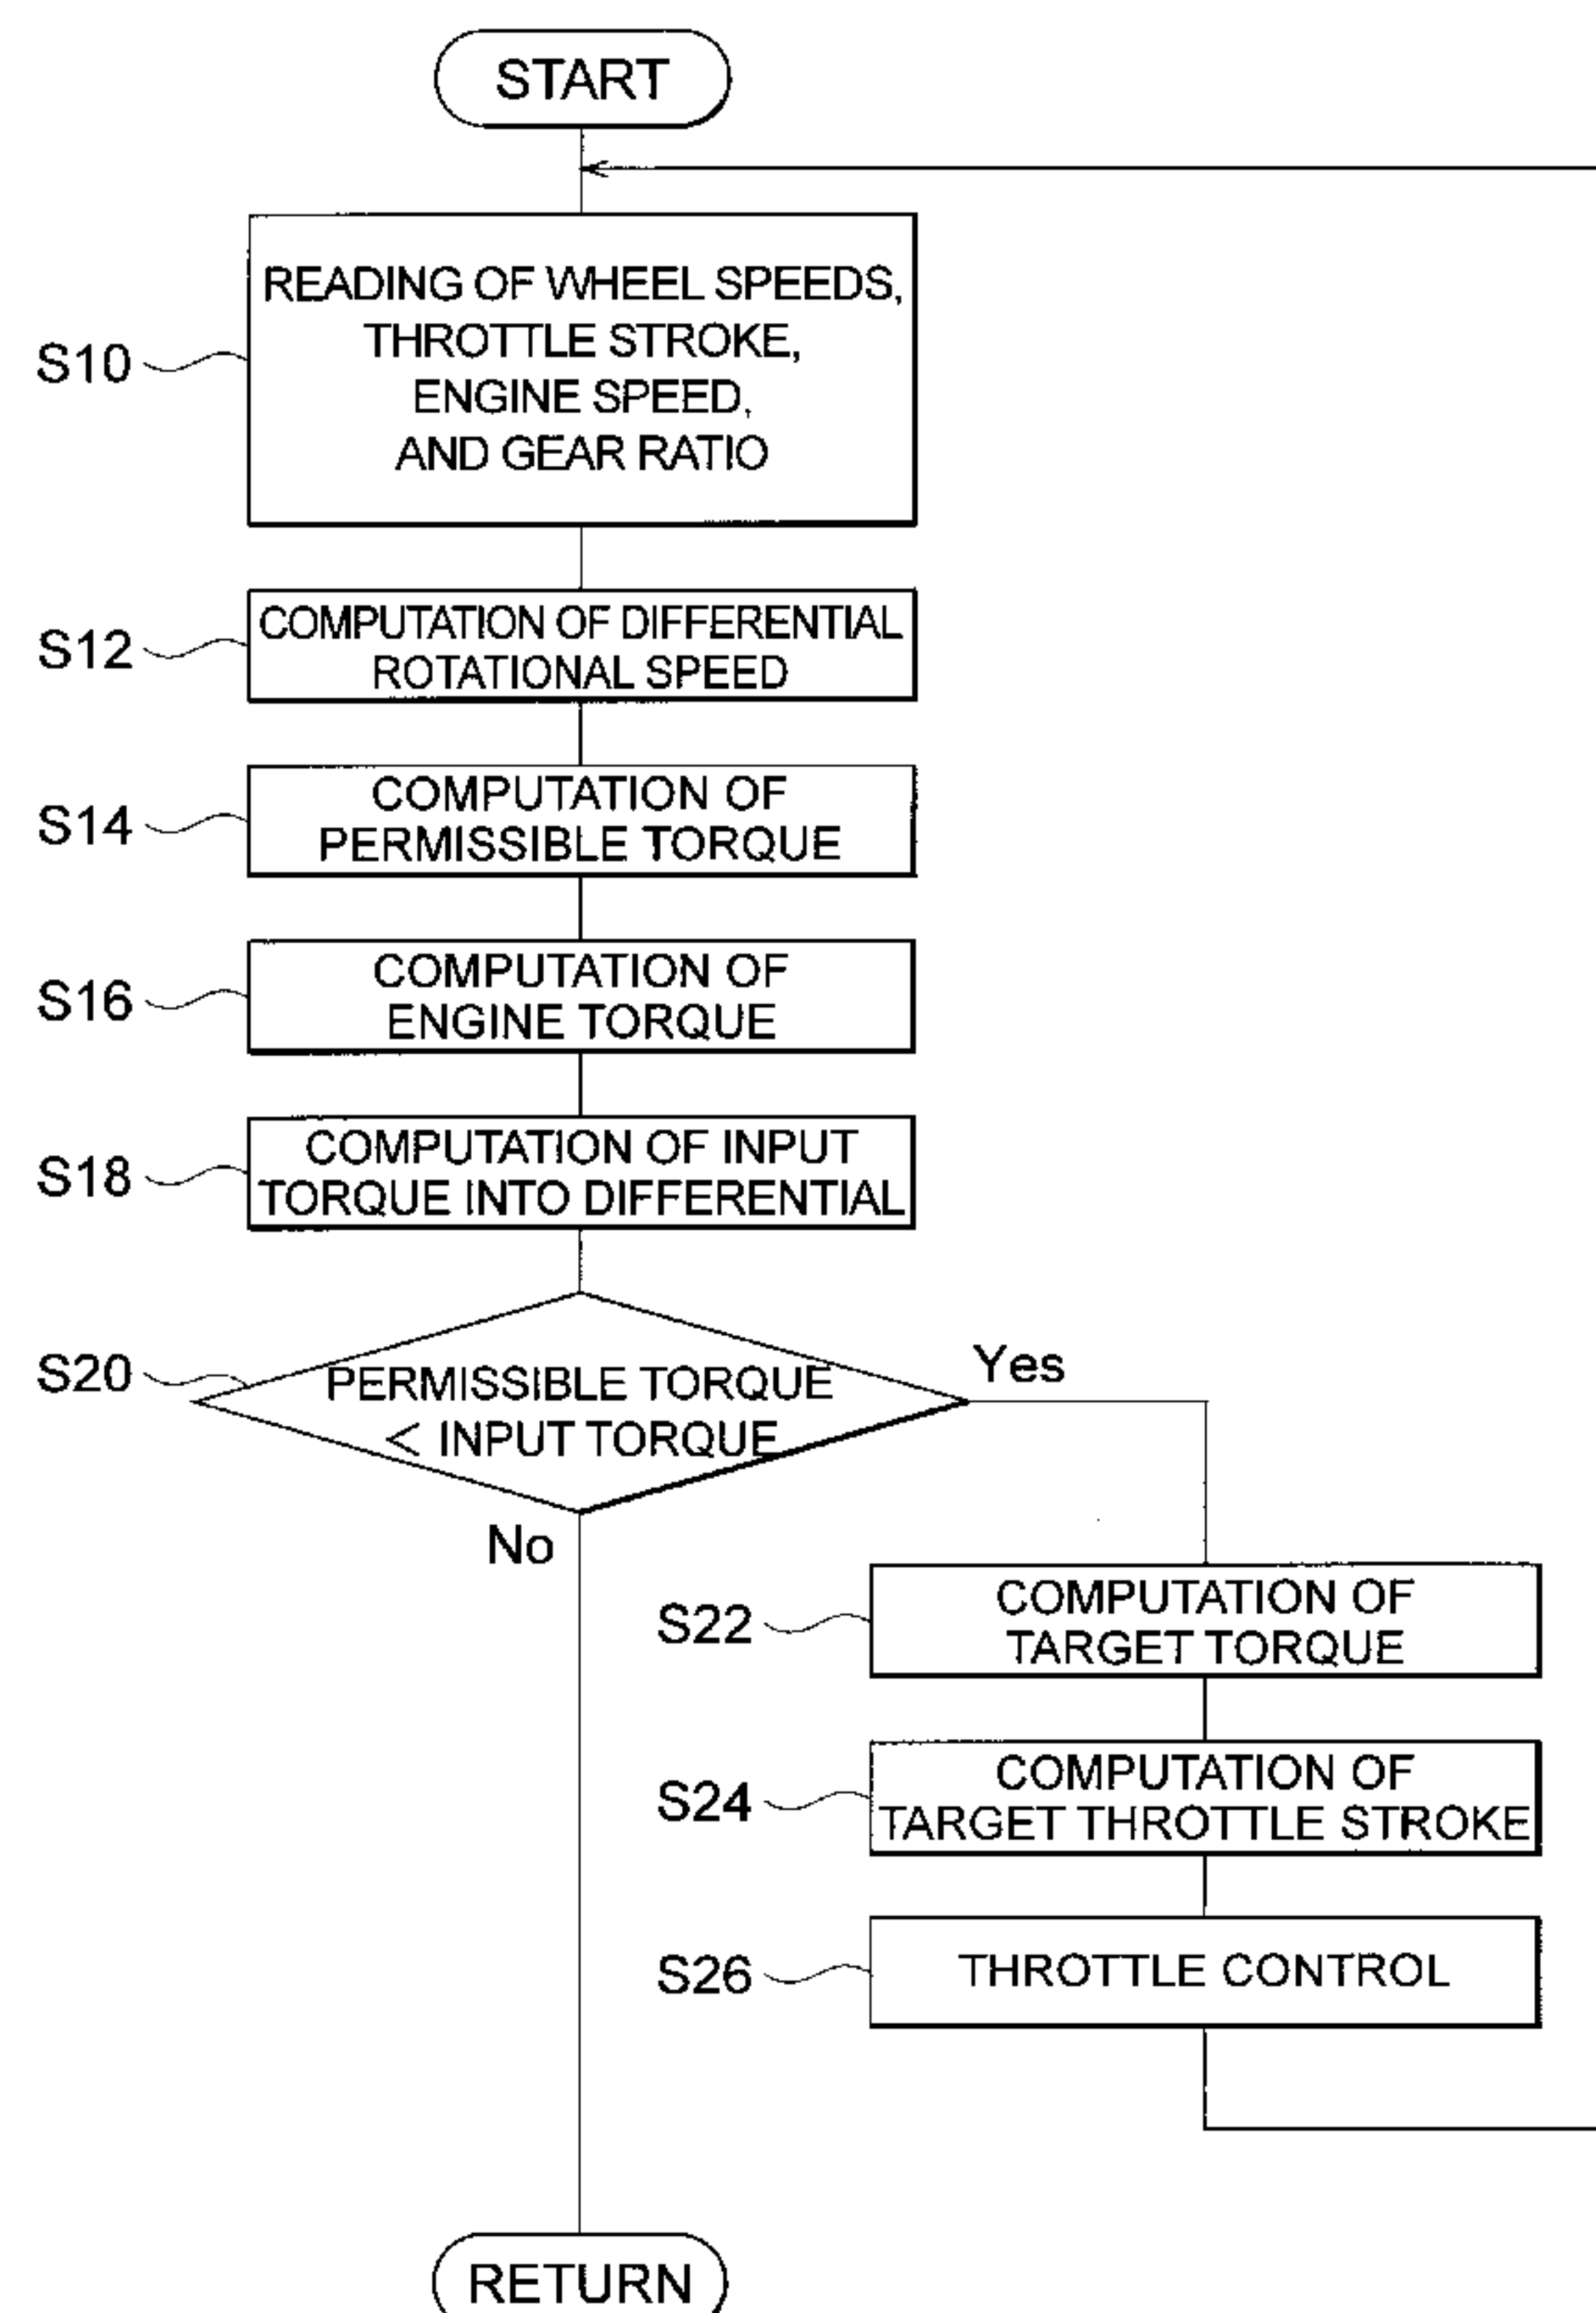 START
S10
READING OF WHEEL SPEEDS,
THROTTLE STROKE,
ENGINE SPEED,
AND GEAR RATIO
S12
COMPUTATION OF DIFFERENTIAL
ROTATIONAL SPEED
S14
COMPUTATION OF
PERMISSIBLE TORQUE
S16
COMPUTATION OF
ENGINE TORQUE
S18
COMPUTATION OF INPUT
TORQUE INTO DIFFERENTIAL
S20
PERMISSIBLE TORQUE
< INPUT TORQUE
Yes
No
S22
COMPUTATION OF
TARGET TORQUE
S24
COMPUTATION OF
TARGET THROTTLE STROKE
S26
THROTTLE CONTROL
RETURN